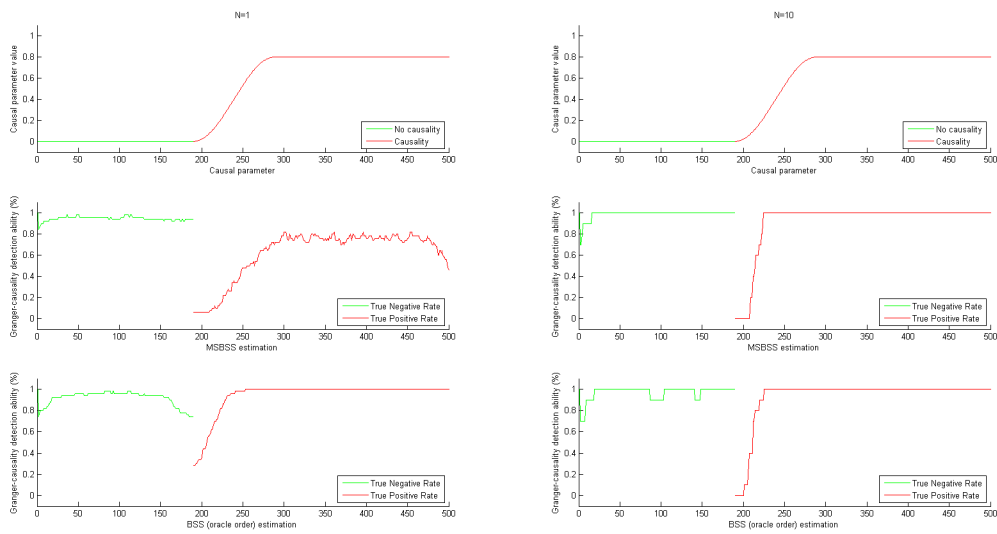 N=1
Causal parameter value
1
0.8
0.6
0.4
0.2
0
No causality
Causality
0 50 100 150 200 250 300 350 400 450 500
Causal parameter
Granger-causality detection ability (%)
1
0.8
0.6
0.4
0.2
0
True Negative Rate
True Positive Rate
0 50 100 150 200 250 300 350 400 450 500
MSBSS estimation
Granger-causality detection ability (%)
1
0.8
0.6
0.4
0.2
0
True Negative Rate
True Positive Rate
0 50 100 150 200 250 300 350 400 450 500
BSS (oracle order) estimation
N=10
Causal parameter value
1
0.8
0.6
0.4
0.2
0
No causality
Causality
0 50 100 150 200 250 300 350 400 450 500
Causal parameter
Granger-causality detection ability (%)
1
0.8
0.6
0.4
0.2
0
True Negative Rate
True Positive Rate
0 50 100 150 200 250 300 350 400 450 500
MSBSS estimation
Granger-causality detection ability (%)
1
0.8
0.6
0.4
0.2
0
True Negative Rate
True Positive Rate
0 50 100 150 200 250 300 350 400 450 500
BSS (oracle order) estimation